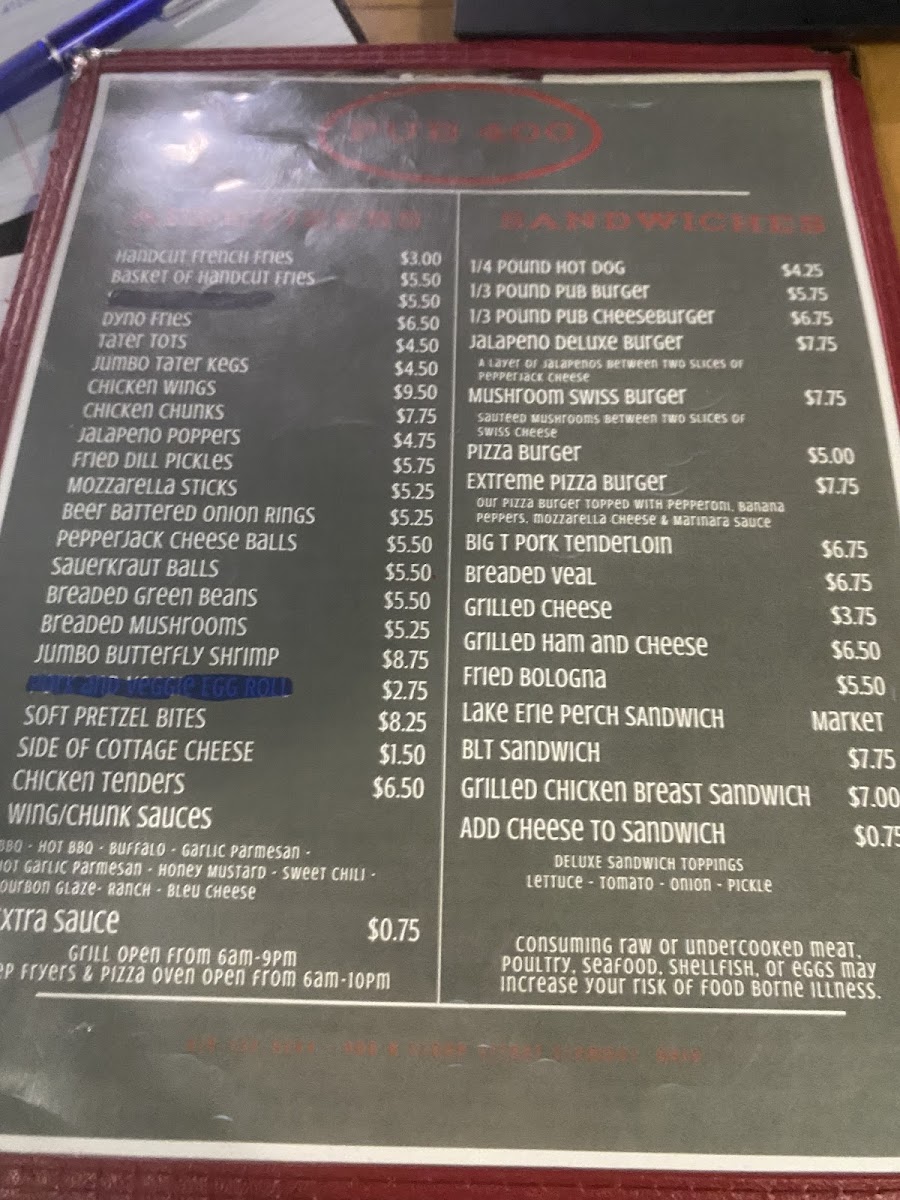 PUB 400
APPETIZERS
Handcut French Fries $3.00
Basket of Handcut Fries $5.50
$5.50
Dyno Fries $6.50
Tater Tots $4.50
Jumbo Tater Kegs $4.50
Chicken Wings $9.50
Chicken Chunks $7.75
Jalapeno Poppers $4.75
Fried Dill Pickles $5.75
Mozzarella Sticks $5.25
Beer Battered Onion Rings $5.25
Pepperjack Cheese Balls $5.50
Sauerkraut Balls $5.50
Breaded Green Beans $5.50
Breaded Mushrooms $5.25
Jumbo Butterfly Shrimp $8.75
Pork and Veggie Egg Roll $2.75
Soft Pretzel Bites $8.25
Side of Cottage Cheese $1.50
Chicken Tenders $6.50
Wing/Chunk Sauces
BBQ - Hot BBQ - Buffalo - Garlic Parmesan -
Hot Garlic Parmesan - Honey Mustard - Sweet Chili -
ourbon Glaze- Ranch - Bleu Cheese
xtra Sauce $0.75
Grill Open From 6am-9pm
ep Fryers & Pizza Oven Open From 6am-10pm
SANDWICHES
1/4 Pound Hot Dog $4.25
1/3 Pound Pub Burger $5.75
1/3 Pound Pub Cheeseburger $6.75
Jalapeno Deluxe Burger $7.75
A Layer of Jalapenos Between Two Slices of
Pepperjack Cheese
Mushroom Swiss Burger $7.75
Sauteed Mushrooms Between Two Slices of
Swiss Cheese
Pizza Burger $5.00
Extreme Pizza Burger $7.75
Our Pizza Burger Topped With Pepperoni, Banana
Peppers, Mozzarella Cheese & Marinara Sauce
Big T Pork Tenderloin $6.75
Breaded Veal $6.75
Grilled Cheese $3.75
Grilled Ham and Cheese $6.50
Fried Bologna $5.50
Lake Erie Perch Sandwich Market
BLT Sandwich $7.75
Grilled Chicken Breast Sandwich $7.00
Add Cheese to Sandwich $0.75
Deluxe Sandwich Toppings
Lettuce - Tomato - Onion - Pickle
Consuming raw or undercooked meat,
poultry, seafood, shellfish, or eggs may
increase your risk of food borne illness.